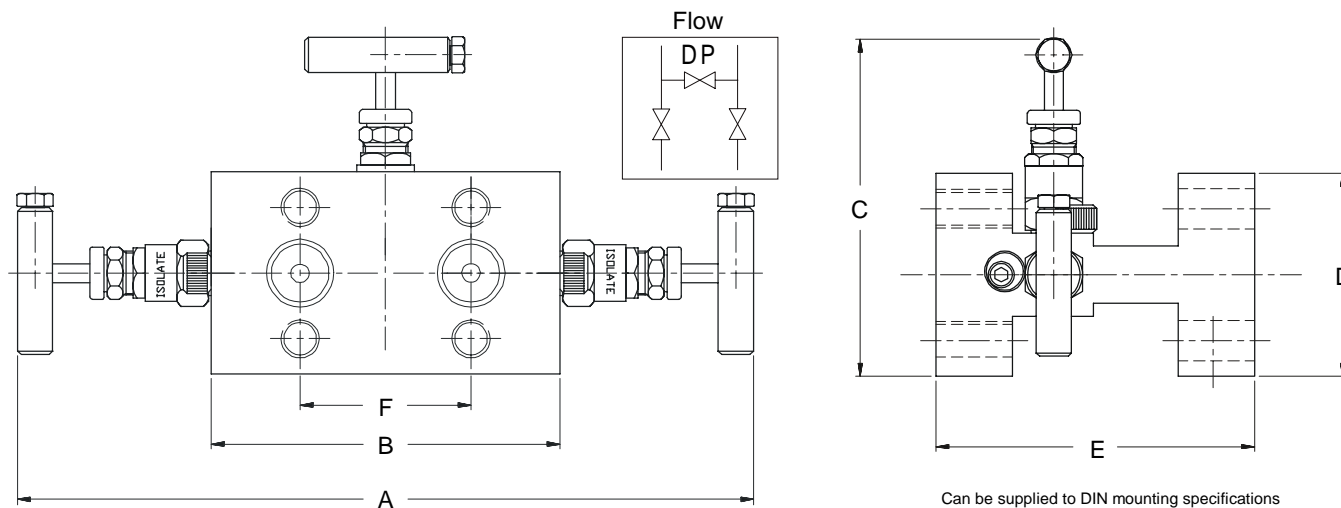 Flow
DP
C
ISOLATE
ISOLATE
D
F
B
E
A
Can be supplied to DIN mounting specifications